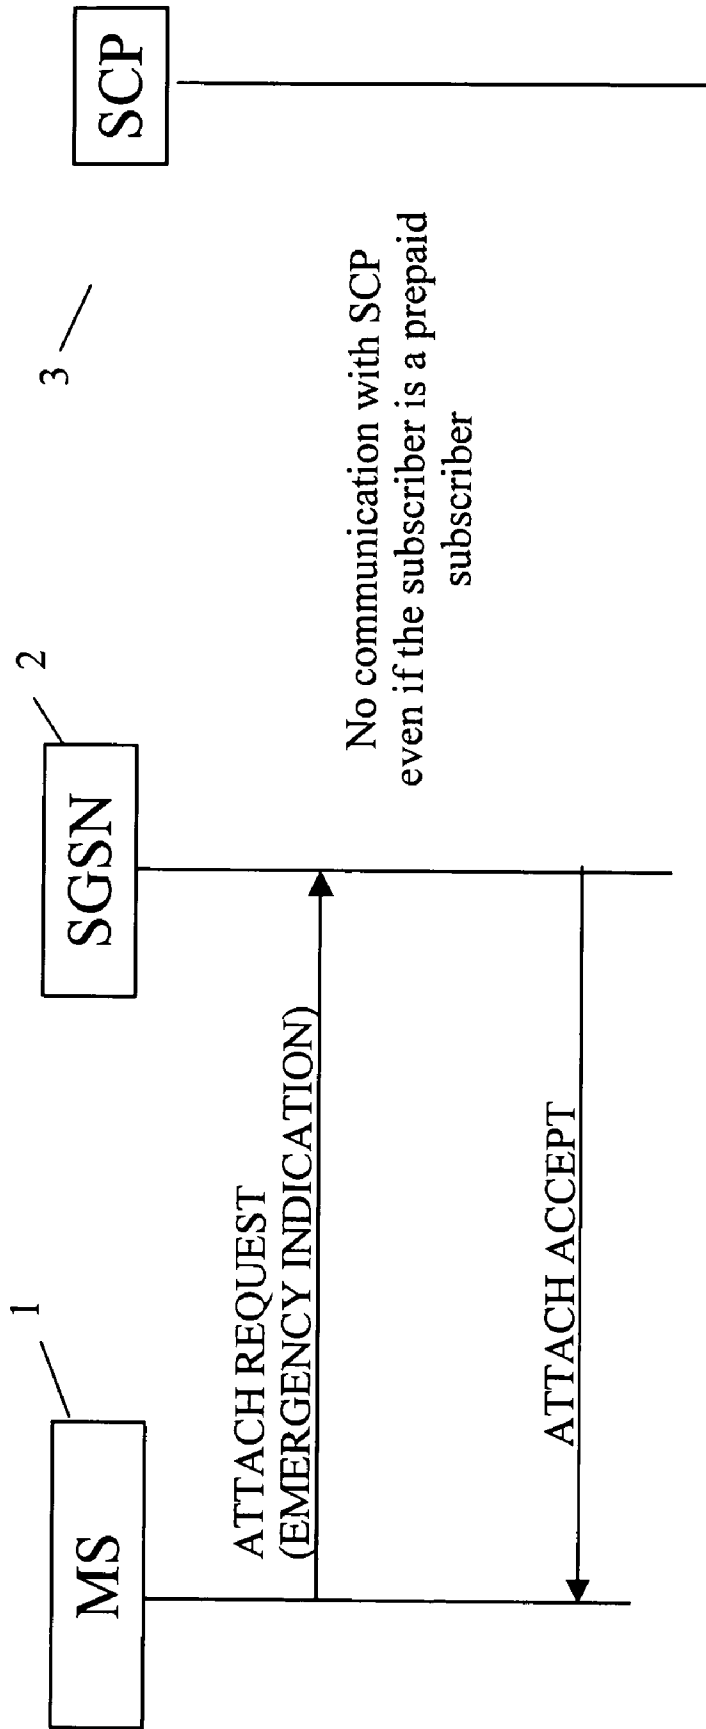 MS
1
SGSN
2
SCP
3
ATTACH REQUEST
(EMERGENCY INDICATION)
No communication with SCP
even if the subscriber is a prepaid
subscriber
ATTACH ACCEPT